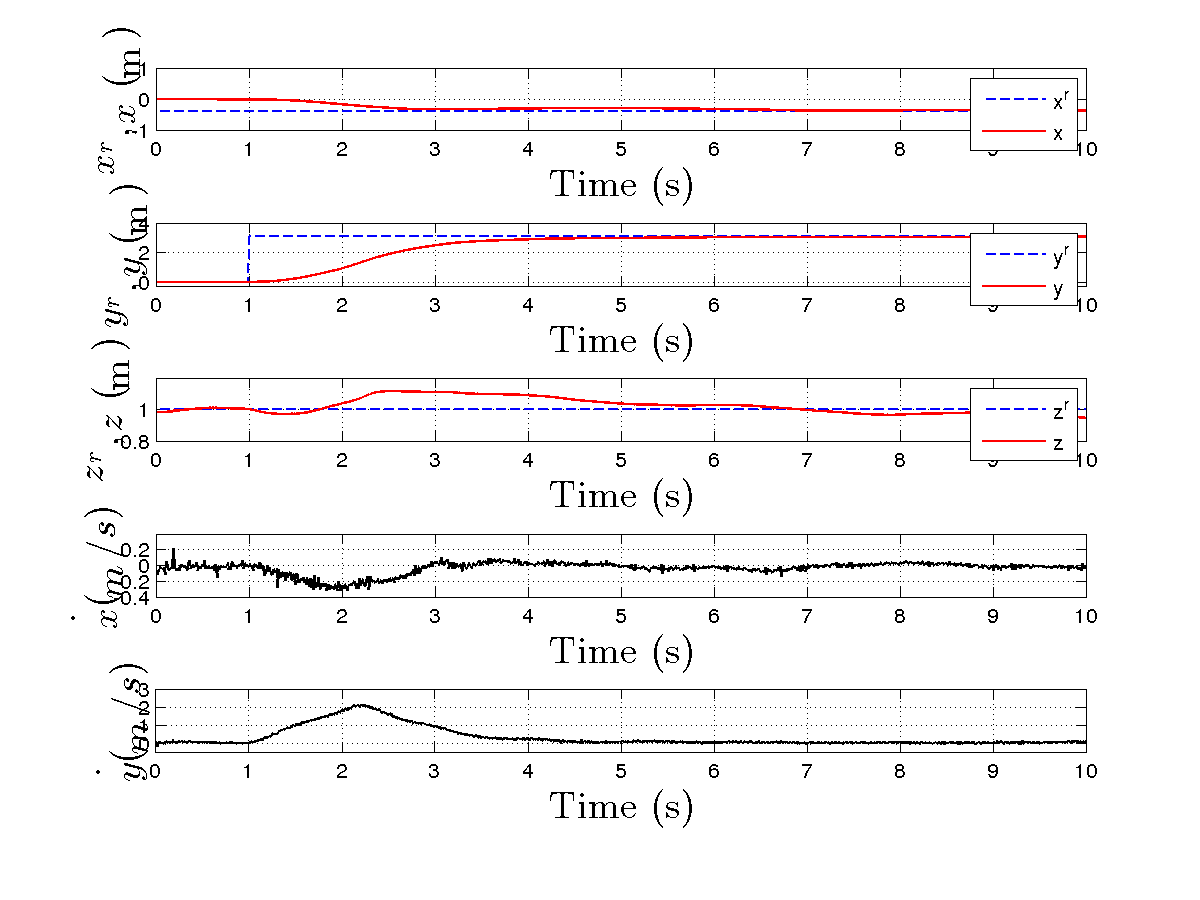 x^r, x (m)
1
0
-1
0 1 2 3 4 5 6 7 8 9 10
Time (s)
x^r
x
y^r, y (m)
4
2
0
0 1 2 3 4 5 6 7 8 9 10
Time (s)
y^r
y
z^r, z (m)
1
0.8
0 1 2 3 4 5 6 7 8 9 10
Time (s)
z^r
z
ẋ(m/s)
0.2
0
-0.2
-0.4
0 1 2 3 4 5 6 7 8 9 10
Time (s)
ẏ(m/s)
3
2
1
0
0 1 2 3 4 5 6 7 8 9 10
Time (s)